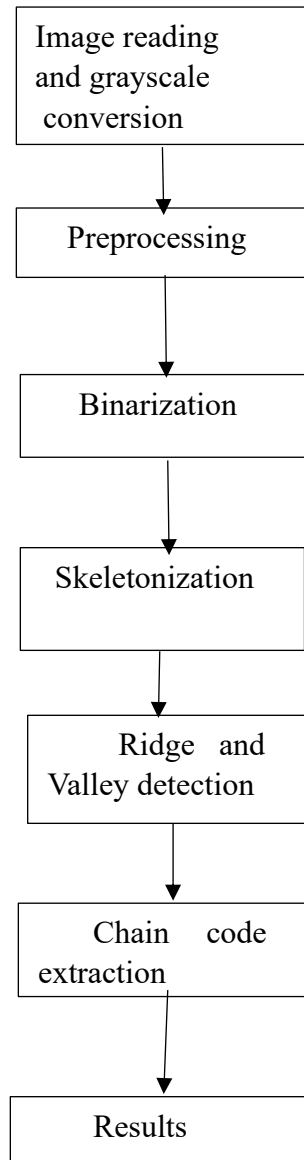 Image reading
and grayscale
conversion
Preprocessing
Binarization
Skeletonization
Ridge and
Valley detection
Chain code
extraction
Results